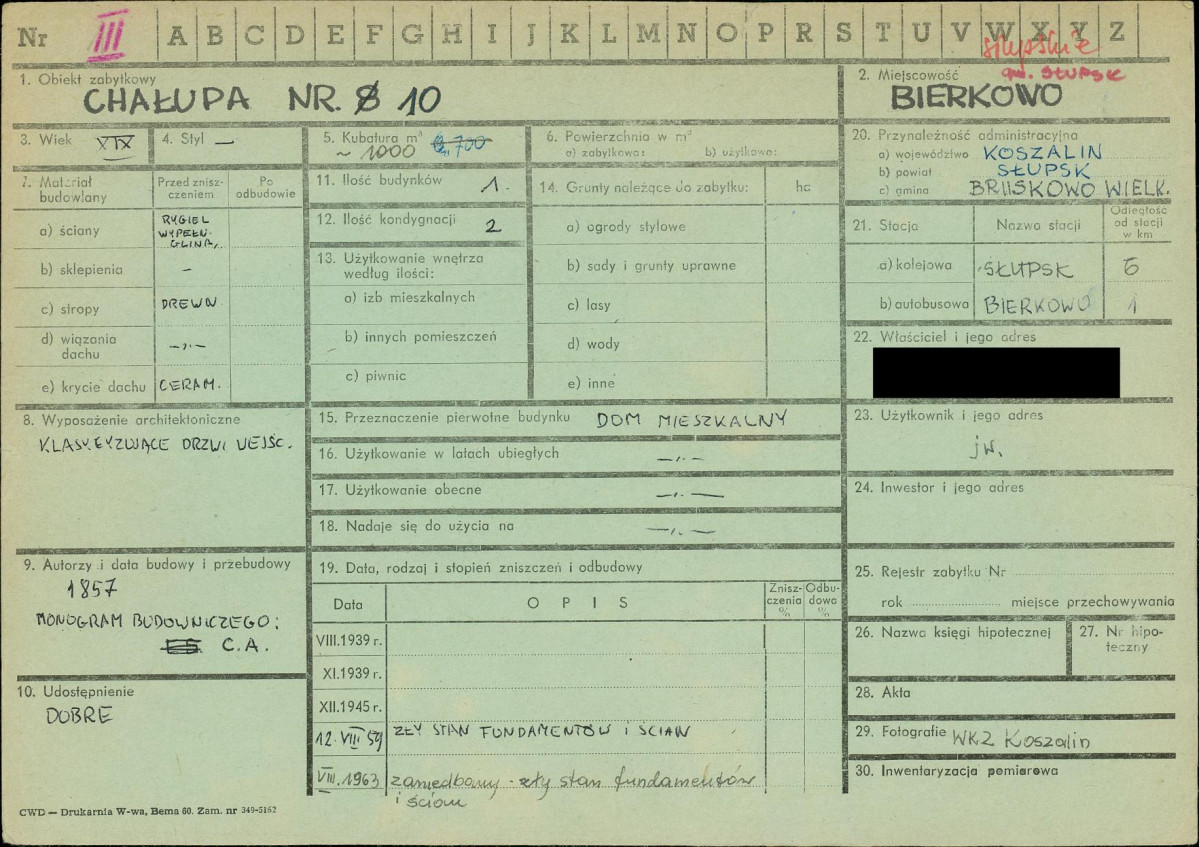 Nr III A B C D E F G H I J K L M N O P R S T U V W X Y Z
słupskie
gm. SŁUPSK
1. Obiekt zabytkowy
CHAŁUPA NR. 8 10
2. Miejscowość
BIERKOWO
3. Wiek XIX
4. Styl —
5. Kubatura m³
~ 1000 700
6. Powierzchnia w m²
a) zabytkowa: b) użytkowa:
7. Materiał budowlany
Przed znisz-
czeniem
Po
odbudowie
a) ściany
RYGIEL
WYPEŁN.
GLINA,
b) sklepienia –
c) stropy DREWN.
d) wiązania
dachu —„—
e) krycie dachu CERAM.
8. Wyposażenie architektoniczne
KLASYCYZUJĄCE DRZWI WEJŚC.
9. Autorzy i data budowy i przebudowy
1857
MONOGRAM BUDOWNICZEGO:
C.A.
10. Udostępnienie
DOBRE
11. Ilość budynków 1.
12. Ilość kondygnacji 2
13. Użytkowanie wnętrza
według ilości:
a) izb mieszkalnych
b) innych pomieszczeń
c) piwnic
14. Grunty należące do zabytku: ha
a) ogrody stylowe
b) sady i grunty uprawne
c) lasy
d) wody
e) inne
15. Przeznaczenie pierwotne budynku DOM MIESZKALNY
16. Użytkowanie w latach ubiegłych —„—
17. Użytkowanie obecne —„—
18. Nadaje się do użycia na —„—
19. Data, rodzaj i stopień zniszczeń i odbudowy
Data OPIS
Znisz-
czenia
%
Odbu-
dowa
%
VIII.1939 r.
XI.1939 r.
XII.1945 r.
12.VIII 59 ZŁY STAN FUNDAMENTÓW i ŚCIAN
VIII.1963 zaniedbany - zły stan fundamentów
i ścian
20. Przynależność administracyjna
a) województwo KOSZALIN
b) powiat SŁUPSK
c) gmina BRUSKOWO WIELK.
21. Stacja Nazwa stacji
Odległość
od stacji
w km
a) kolejowa SŁUPSK 6
b) autobusowa BIERKOWO 1
22. Właściciel i jego adres
23. Użytkownik i jego adres
jw.
24. Inwestor i jego adres
25. Rejestr zabytku Nr
rok miejsce przechowywania
26. Nazwa księgi hipotecznej
27. Nr hipo-
teczny
28. Akta
29. Fotografie WKZ Koszalin
30. Inwentaryzacja pomiarowa
CWD — Drukarnia W-wa, Bema 60. Zam. nr 349-5162